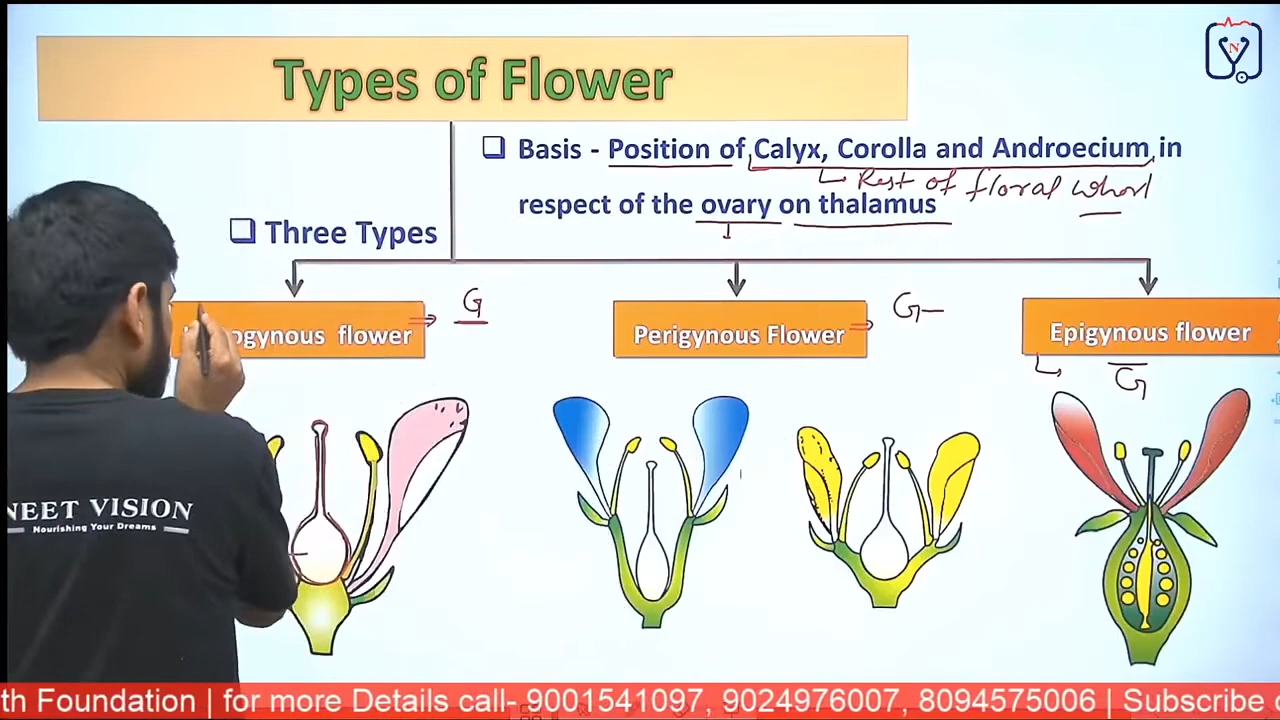 Types of Flower
N
❑ Basis - Position of Calyx, Corolla and Androecium in
Rest of floral whorl
respect of the ovary on thalamus
❑ Three Types
ogynous flower
G
Perigynous Flower
G-
Epigynous flower
G
NEET VISION
Nourishing Your Dreams
th Foundation | for more Details call- 9001541097, 9024976007, 8094575006 | Subscribe